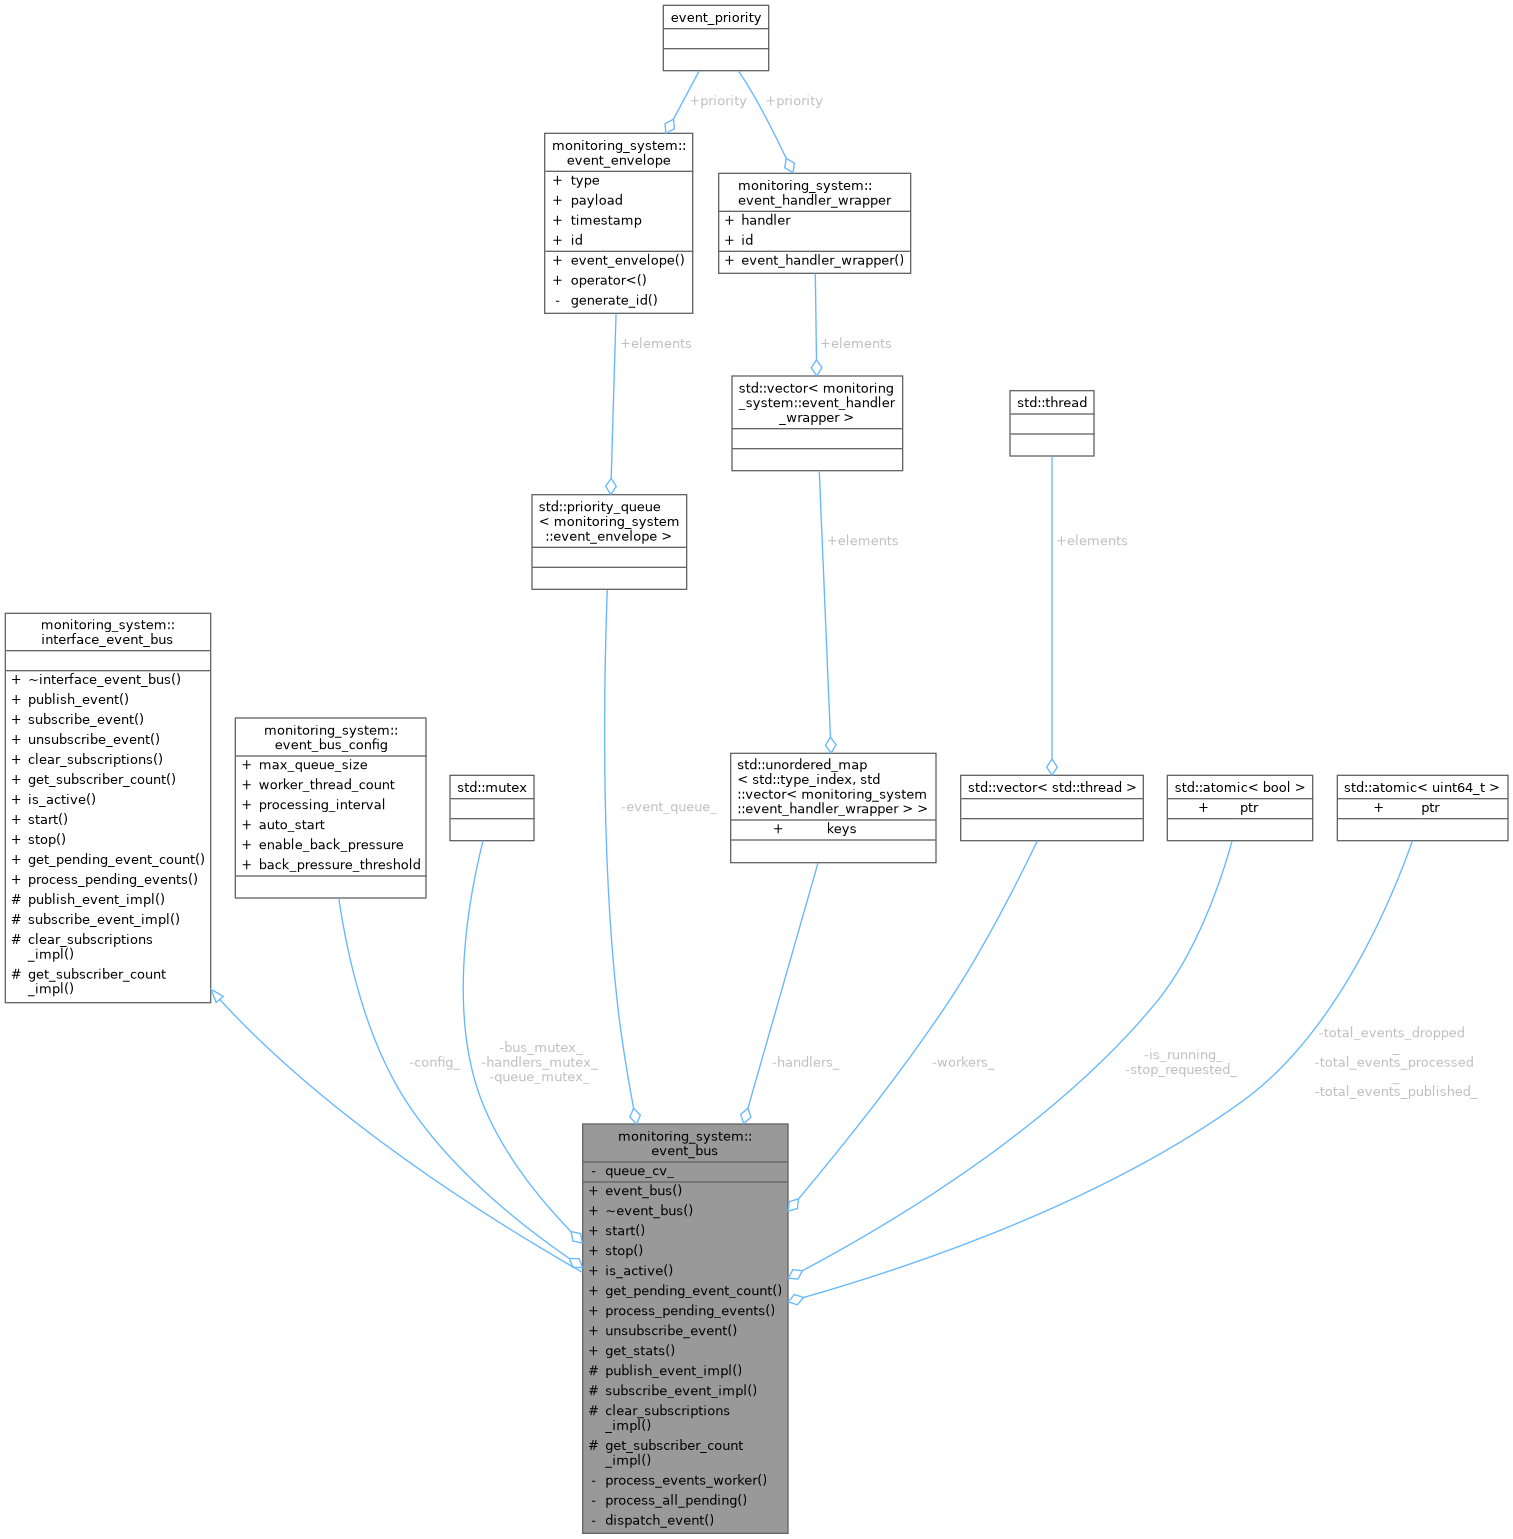 event_priority
+priority
+priority
monitoring_system::
event_envelope
+ type
+ payload
+ timestamp
+ id
+ event_envelope()
+ operator<()
- generate_id()
monitoring_system::
event_handler_wrapper
+ handler
+ id
+ event_handler_wrapper()
+elements
+elements
std::vector< monitoring
_system::event_handler
_wrapper >
std::thread
std::priority_queue
< monitoring_system
::event_envelope >
+elements
+elements
monitoring_system::
interface_event_bus
+ ~interface_event_bus()
+ publish_event()
+ subscribe_event()
+ unsubscribe_event()
+ clear_subscriptions()
+ get_subscriber_count()
+ is_active()
+ start()
+ stop()
+ get_pending_event_count()
+ process_pending_events()
# publish_event_impl()
# subscribe_event_impl()
# clear_subscriptions
_impl()
# get_subscriber_count
_impl()
monitoring_system::
event_bus_config
+ max_queue_size
+ worker_thread_count
+ processing_interval
+ auto_start
+ enable_back_pressure
+ back_pressure_threshold
std::mutex
-event_queue_
std::unordered_map
< std::type_index, std
::vector< monitoring_system
::event_handler_wrapper > >
+ keys
std::vector< std::thread >
std::atomic< bool >
+ ptr
std::atomic< uint64_t >
+ ptr
-config_
-bus_mutex_
-handlers_mutex_
-queue_mutex_
-handlers_
-workers_
-is_running_
-stop_requested_
-total_events_dropped
_
-total_events_processed
_
-total_events_published_
monitoring_system::
event_bus
- queue_cv_
+ event_bus()
+ ~event_bus()
+ start()
+ stop()
+ is_active()
+ get_pending_event_count()
+ process_pending_events()
+ unsubscribe_event()
+ get_stats()
# publish_event_impl()
# subscribe_event_impl()
# clear_subscriptions
_impl()
# get_subscriber_count
_impl()
- process_events_worker()
- process_all_pending()
- dispatch_event()